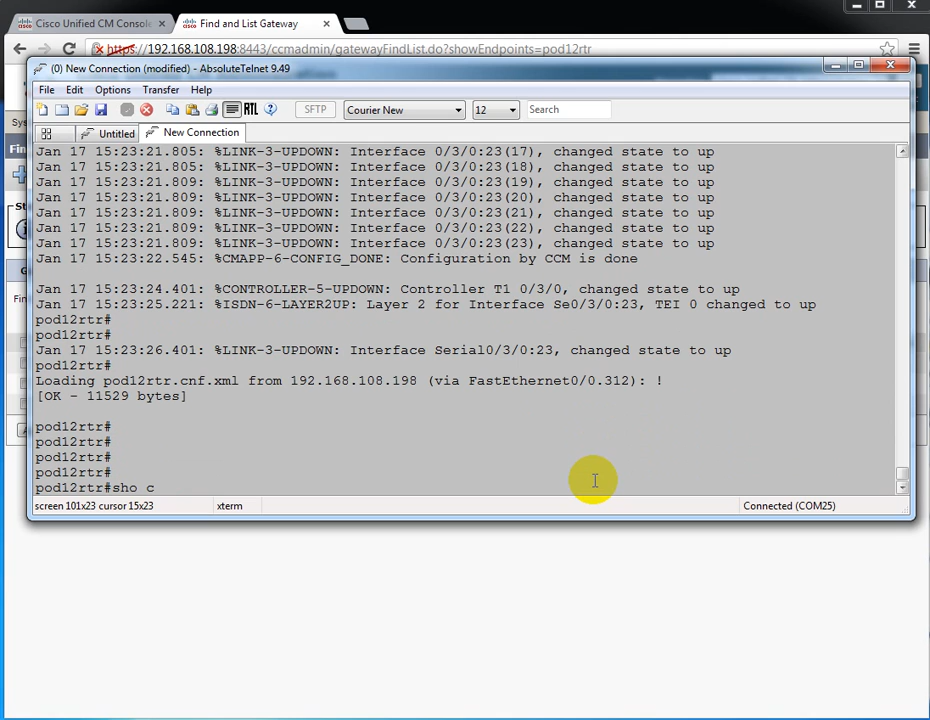 Cisco Unified CM Console
Find and List Gateway
https://192.168.108.198:8443/ccmadmin/gatewayFindList.do?showEndpoints=pod12rtr
(0) New Connection (modified) - AbsoluteTelnet 9.49
File Edit Options Transfer Help
RTL SFTP Courier New 12 Search
Untitled New Connection
Jan 17 15:23:21.805: %LINK-3-UPDOWN: Interface 0/3/0:23(17), changed state to up
Jan 17 15:23:21.805: %LINK-3-UPDOWN: Interface 0/3/0:23(18), changed state to up
Jan 17 15:23:21.809: %LINK-3-UPDOWN: Interface 0/3/0:23(19), changed state to up
Jan 17 15:23:21.809: %LINK-3-UPDOWN: Interface 0/3/0:23(20), changed state to up
Jan 17 15:23:21.809: %LINK-3-UPDOWN: Interface 0/3/0:23(21), changed state to up
Jan 17 15:23:21.809: %LINK-3-UPDOWN: Interface 0/3/0:23(22), changed state to up
Jan 17 15:23:21.809: %LINK-3-UPDOWN: Interface 0/3/0:23(23), changed state to up
Jan 17 15:23:22.545: %CMAPP-6-CONFIG_DONE: Configuration by CCM is done
Jan 17 15:23:24.401: %CONTROLLER-5-UPDOWN: Controller T1 0/3/0, changed state to up
Jan 17 15:23:25.221: %ISDN-6-LAYER2UP: Layer 2 for Interface Se0/3/0:23, TEI 0 changed to up
pod12rtr#
pod12rtr#
Jan 17 15:23:26.401: %LINK-3-UPDOWN: Interface Serial0/3/0:23, changed state to up
pod12rtr#
Loading pod12rtr.cnf.xml from 192.168.108.198 (via FastEthernet0/0.312): !
[OK - 11529 bytes]
pod12rtr#
pod12rtr#
pod12rtr#
pod12rtr#
pod12rtr#sho c
screen 101x23 cursor 15x23 xterm Connected (COM25)